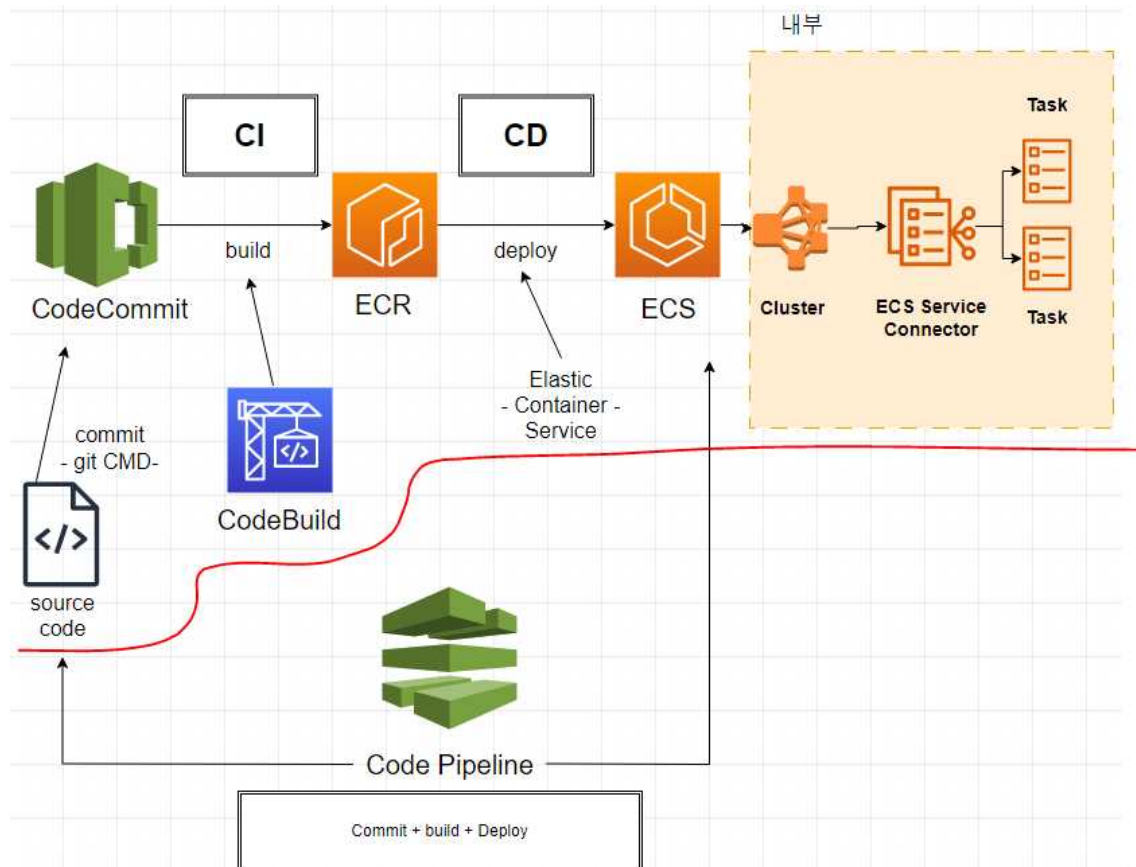 내부
CI
CD
Task
build
deploy
CodeCommit
ECR
ECS
Cluster
ECS Service
Connector
Task
Elastic
- Container -
Service
commit
- git CMD-
</>
CodeBuild
</>
source
code
Code Pipeline
Commit + build + Deploy